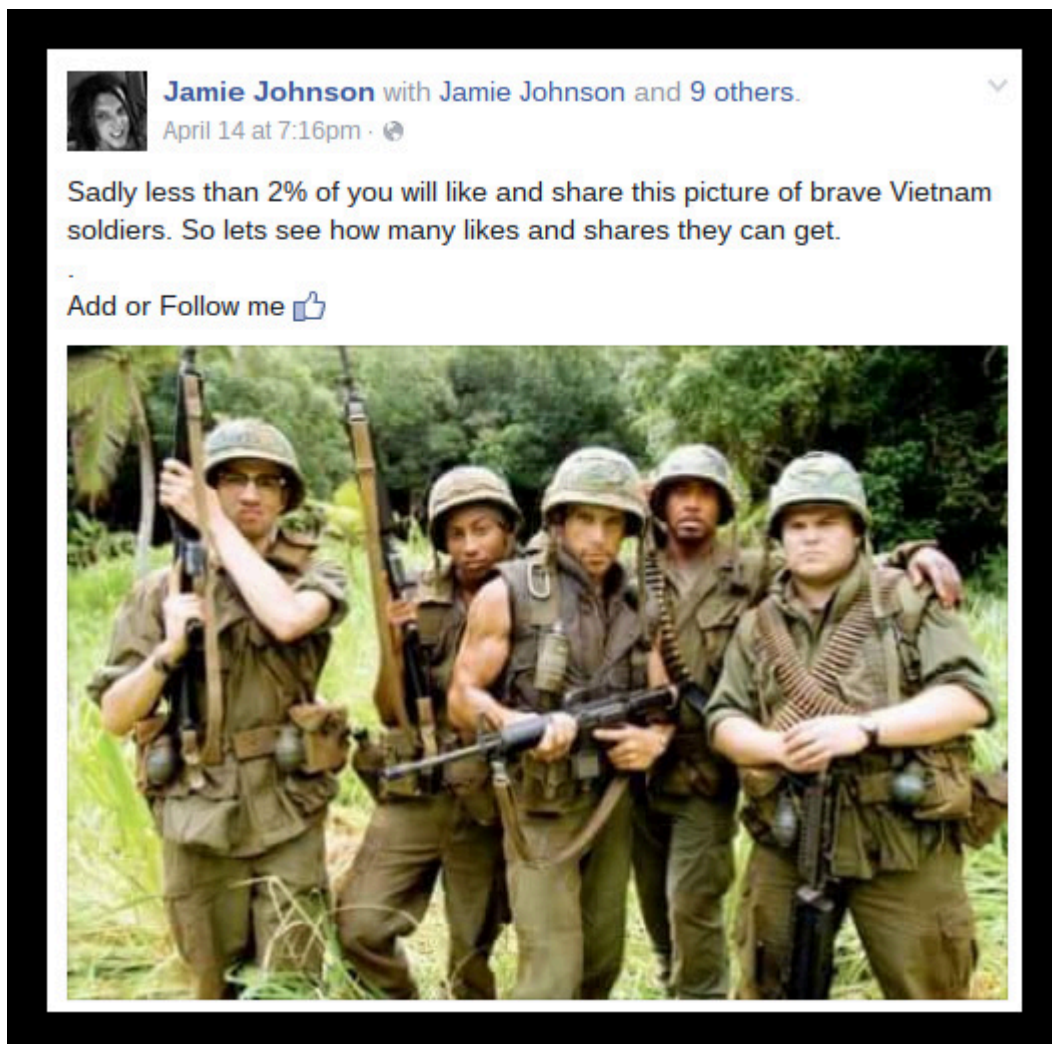 Jamie Johnson with Jamie Johnson and 9 others.
April 14 at 7:16pm ·
Sadly less than 2% of you will like and share this picture of brave Vietnam
soldiers. So lets see how many likes and shares they can get.
.
Add or Follow me